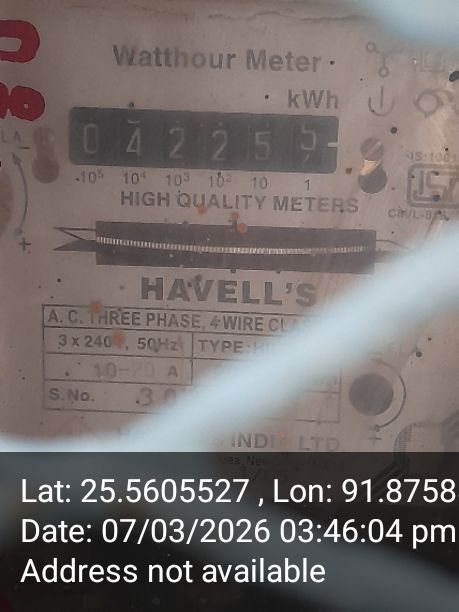 Watthour Meter
kWh
0 4 2 2 5 5
10⁵ 10⁴ 10³ 10² 10 1
HIGH QUALITY METERS
HAVELL'S
A.C. THREE PHASE, 4 WIRE
3 x 240 , 50Hz TYPE:
10-20 A
S.No.
LTD
Lat: 25.5605527 , Lon: 91.8758
Date: 07/03/2026 03:46:04 pm
Address not available